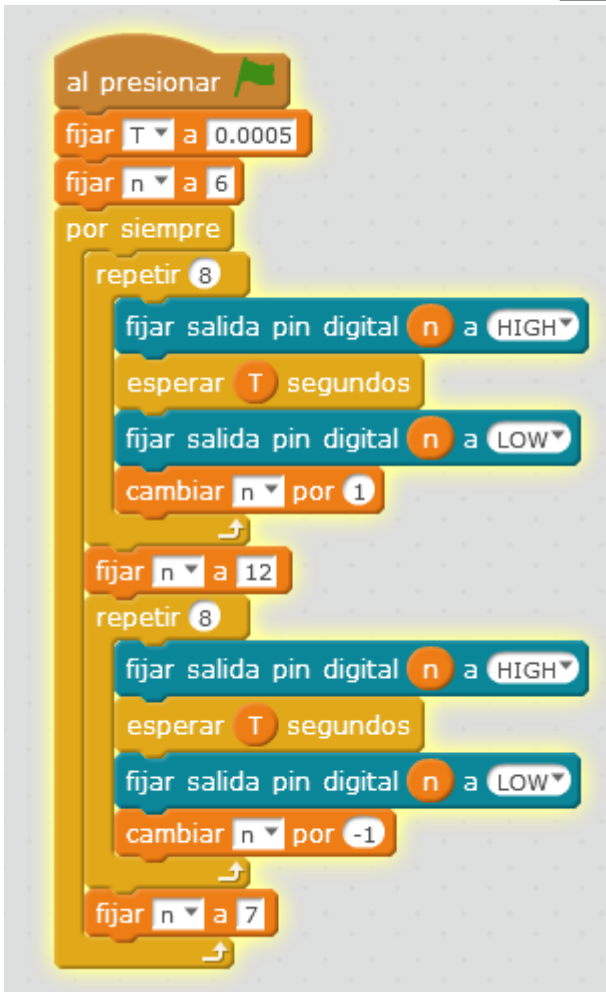 al presionar
fijar T a 0.0005
fijar n a 6
por siempre
repetir 8
fijar salida pin digital n a HIGH
esperar T segundos
fijar salida pin digital n a LOW
cambiar n por 1
fijar n a 12
repetir 8
fijar salida pin digital n a HIGH
esperar T segundos
fijar salida pin digital n a LOW
cambiar n por -1
fijar n a 7